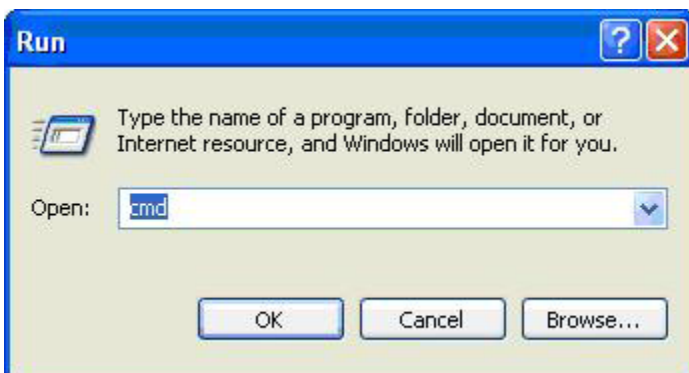 Run
?
Type the name of a program, folder, document, or
Internet resource, and Windows will open it for you.
Open: cmd
OK Cancel Browse...